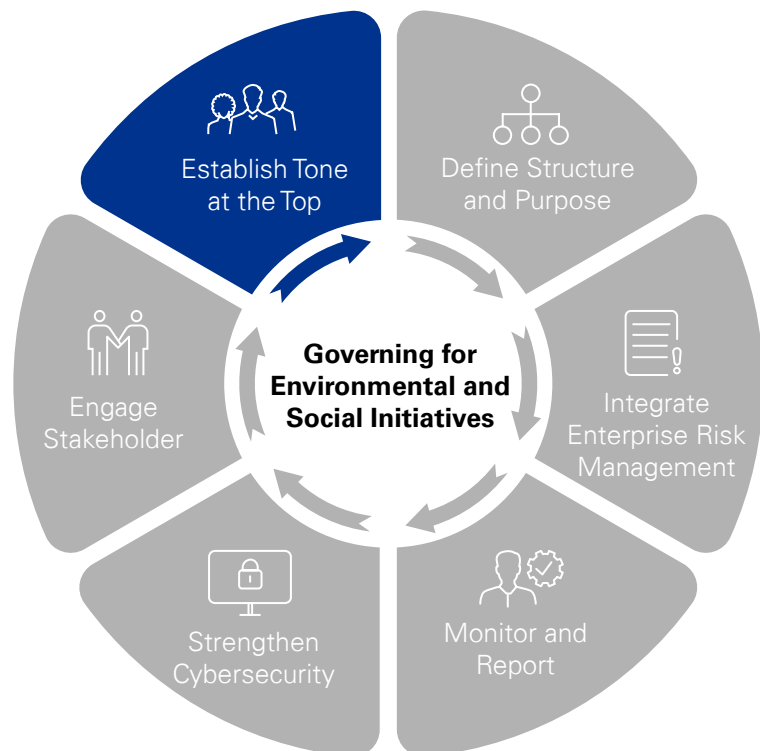 Establish Tone
at the Top
Define Structure
and Purpose
Integrate
Enterprise Risk
Management
Monitor and
Report
Strengthen
Cybersecurity
Engage
Stakeholder
Governing for
Environmental and
Social Initiatives